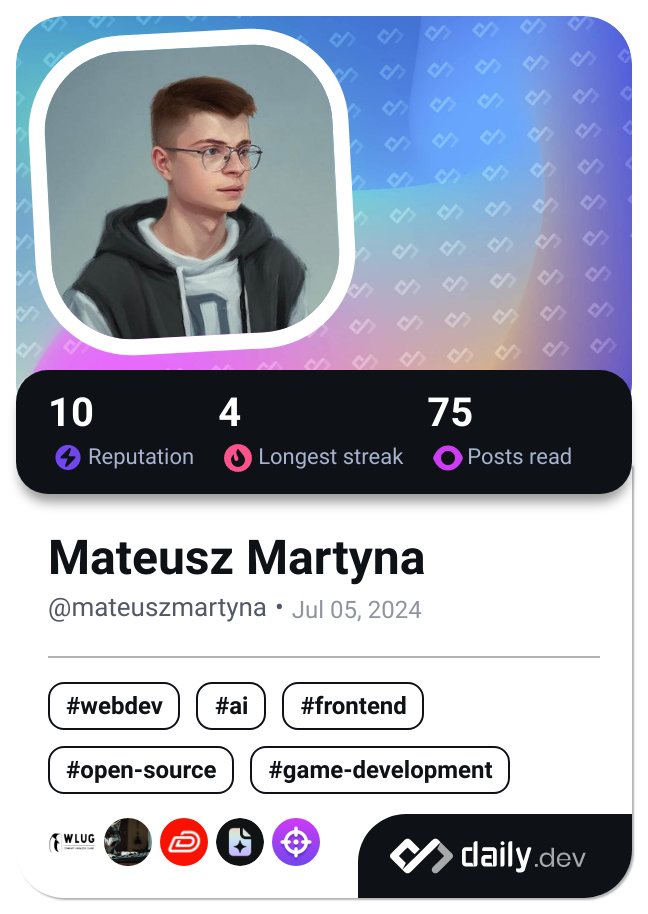 10 4 75
Reputation Longest streak Posts read
Mateusz Martyna
@mateuszmartyna • Jul 05, 2024
#webdev #ai #frontend
#open-source #game-development
WLUG
daily.dev